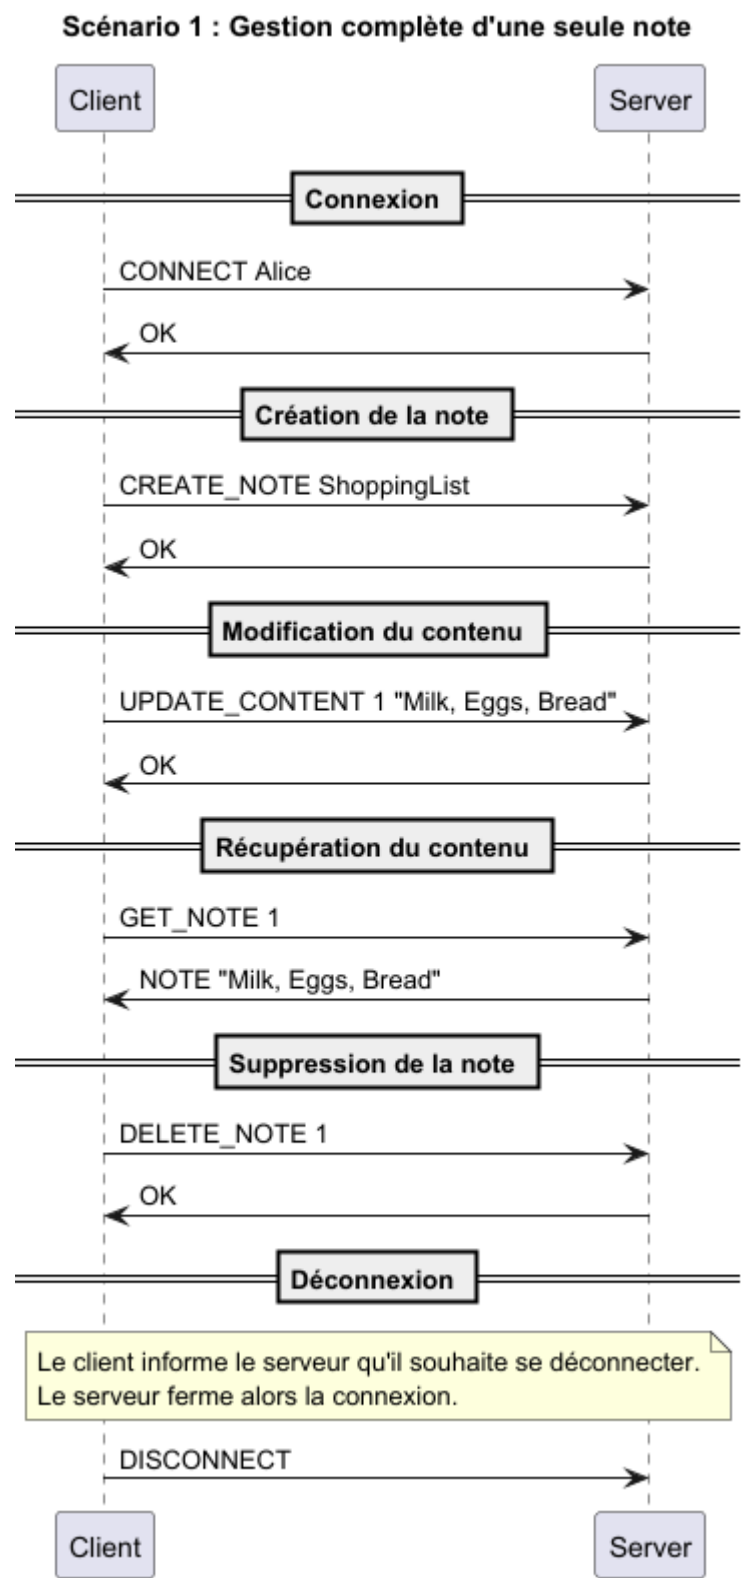 Scénario 1 : Gestion complète d'une seule note
Client
Server
Connexion
CONNECT Alice
OK
Création de la note
CREATE_NOTE ShoppingList
OK
Modification du contenu
UPDATE_CONTENT 1 "Milk, Eggs, Bread"
OK
Récupération du contenu
GET_NOTE 1
NOTE "Milk, Eggs, Bread"
Suppression de la note
DELETE_NOTE 1
OK
Déconnexion
Le client informe le serveur qu'il souhaite se déconnecter.
Le serveur ferme alors la connexion.
DISCONNECT
Client
Server